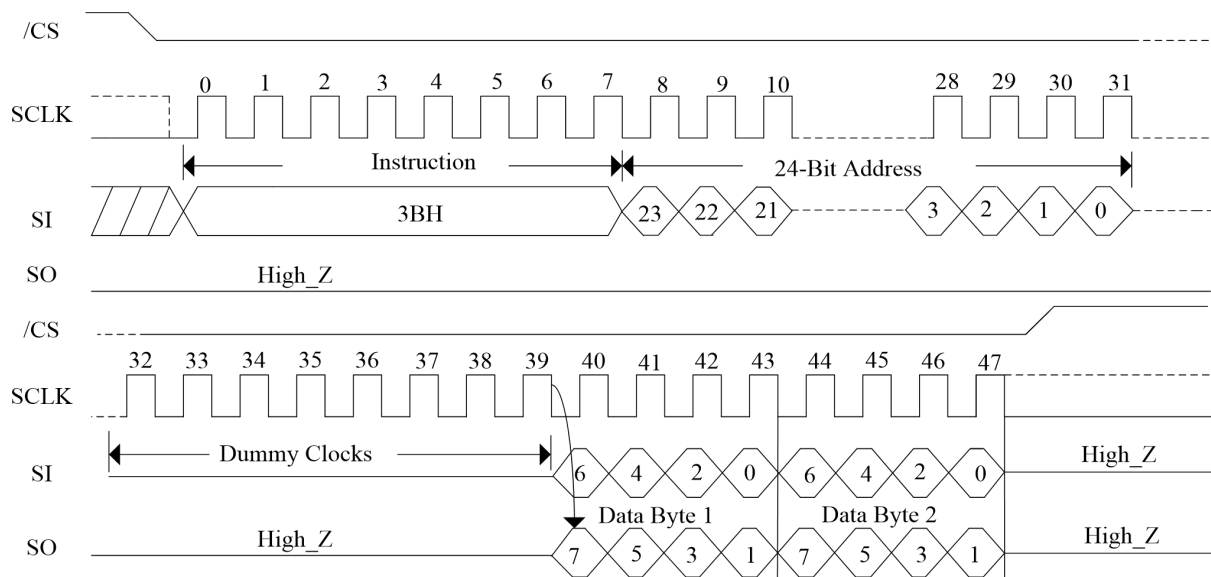 /CS
0 1 2 3 4 5 6 7 8 9 10 28 29 30 31
SCLK
Instruction 24-Bit Address
SI 3BH 23 22 21 3 2 1 0
SO High_Z
/CS
32 33 34 35 36 37 38 39 40 41 42 43 44 45 46 47
SCLK
Dummy Clocks High_Z
SI 6 4 2 0 6 4 2 0
Data Byte 1 Data Byte 2
SO High_Z 7 5 3 1 7 5 3 1 High_Z